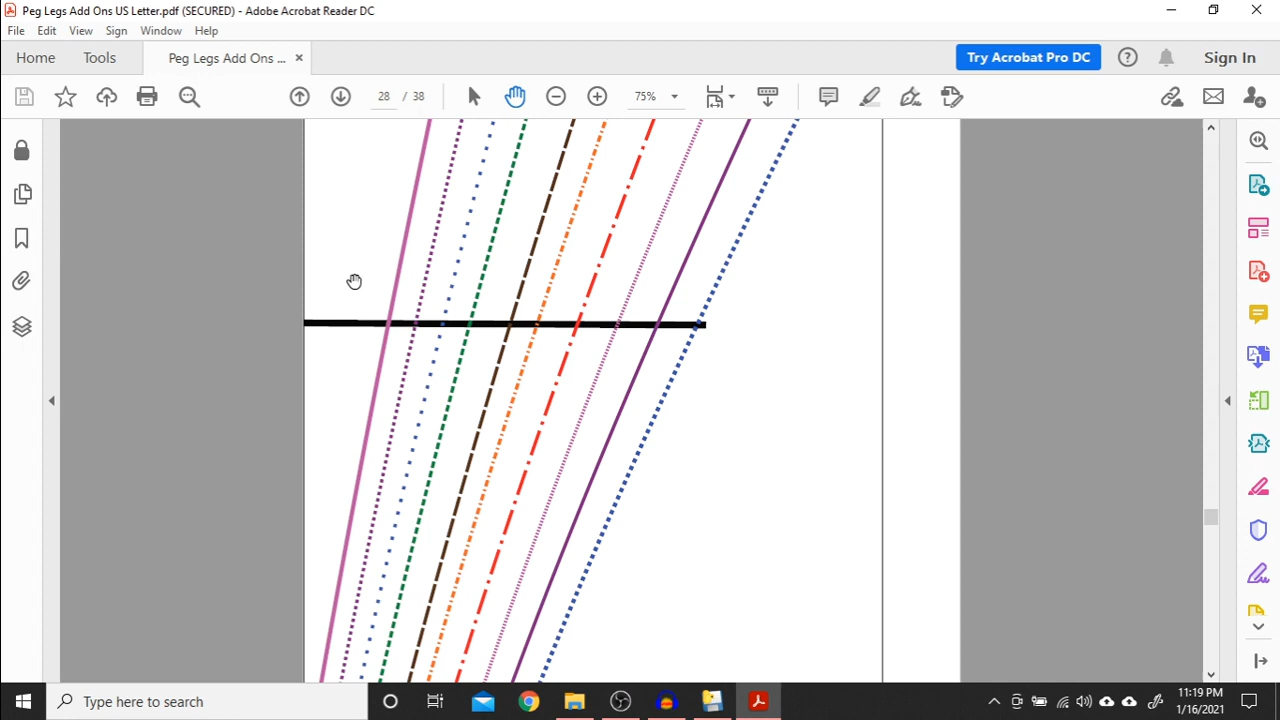 Peg Legs Add Ons US Letter.pdf (SECURED) - Adobe Acrobat Reader DC
File Edit View Sign Window Help
Home Tools Peg Legs Add Ons ... × Try Acrobat Pro DC Sign In
28 / 38 75%
Type here to search
11:19 PM
1/16/2021